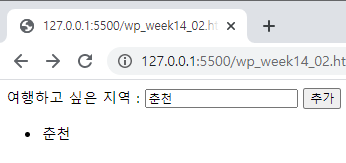 127.0.0.1:5500/wp_week14_02.ht
127.0.0.1:5500/wp_week14_02.ht
여행하고 싶은 지역 : 춘천 추가
춘천